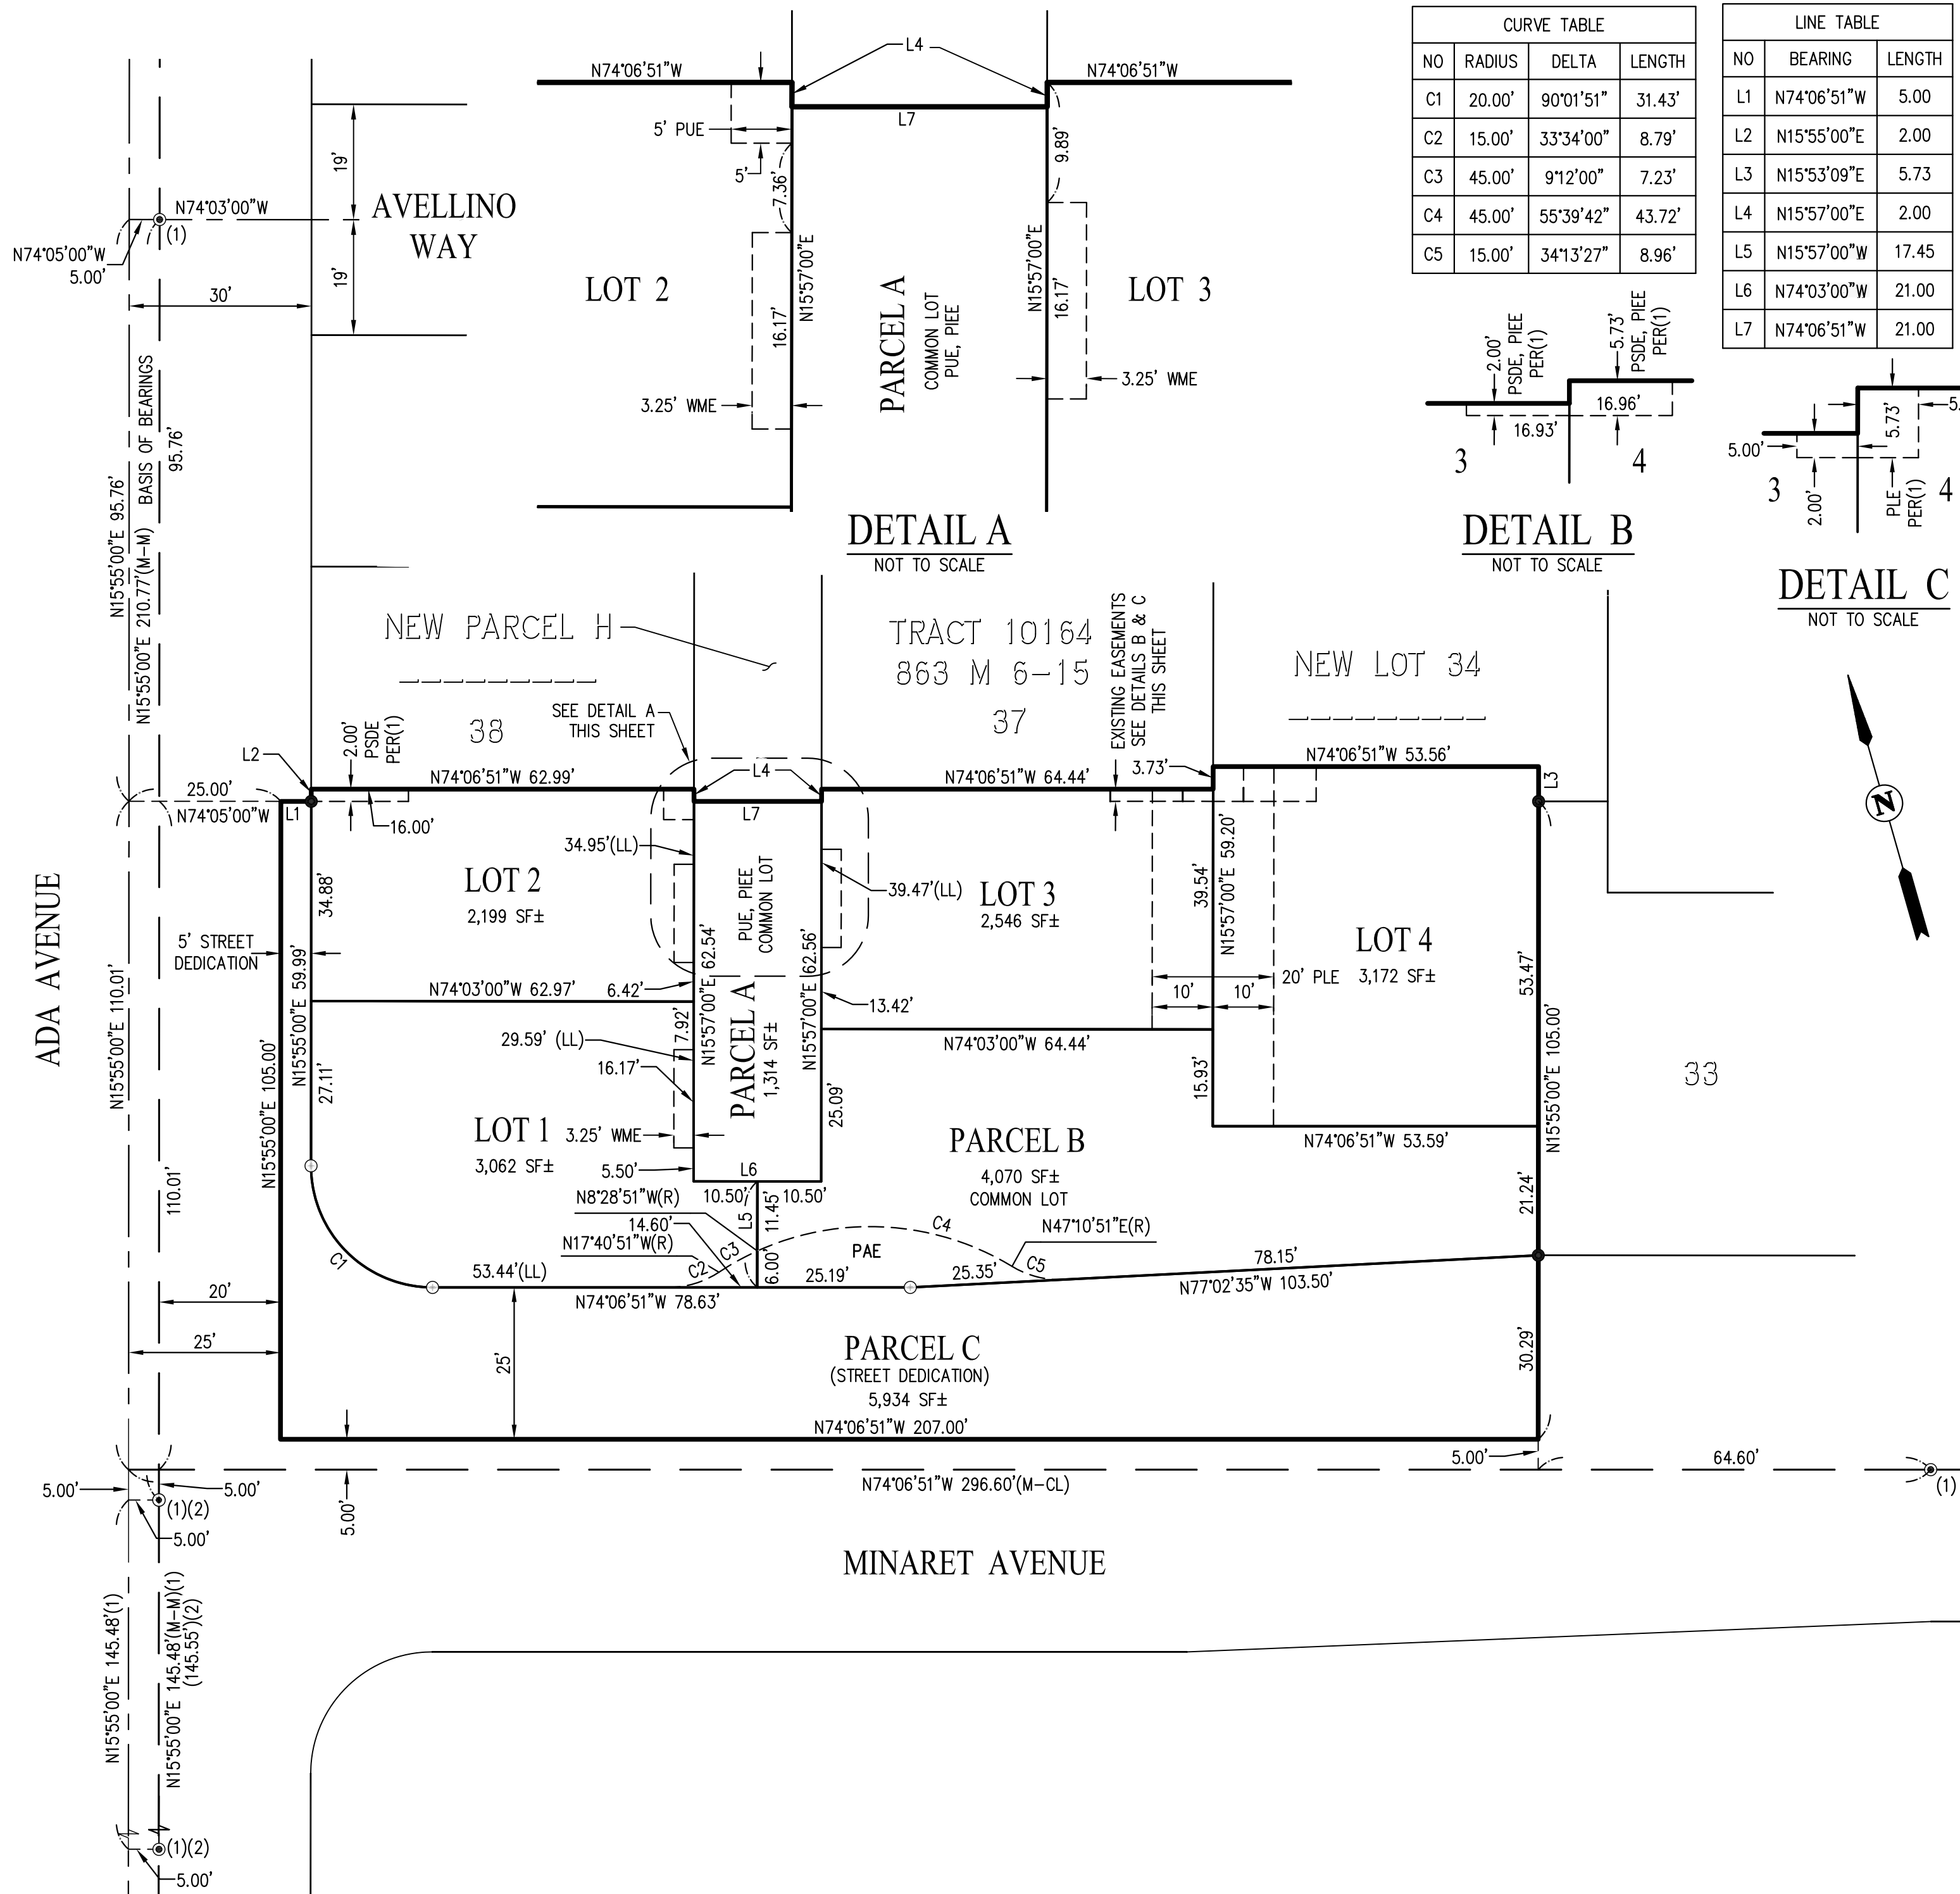 CURVE TABLE
NO RADIUS DELTA LENGTH
C1 20.00' 90°01'51" 31.43'
C2 15.00' 33°34'00" 8.79'
C3 45.00' 9°12'00" 7.23'
C4 45.00' 55°39'42" 43.72'
C5 15.00' 34°13'27" 8.96'
LINE TABLE
NO BEARING LENGTH
L1 N74°06'51"W 5.00
L2 N15°55'00"E 2.00
L3 N15°53'09"E 5.73
L4 N15°57'00"E 2.00
L5 N15°57'00"W 17.45
L6 N74°03'00"W 21.00
L7 N74°06'51"W 21.00
L4
N74°06'51"W
N74°06'51"W
L7
5' PUE
5'
7.36'
9.89'
LOT 2
N15°57'00"E
16.17'
3.25' WME
PARCEL A
COMMON LOT
PUE, PIEE
N15°57'00"E
16.17'
LOT 3
3.25' WME
DETAIL A
NOT TO SCALE
2.00'
PSDE, PIEE
PER(1)
5.73'
PSDE, PIEE
PER(1)
16.96'
16.93'
3
4
DETAIL B
NOT TO SCALE
5.00'
5.73'
5.
3
2.00'
PLE
PER(1)
4
DETAIL C
NOT TO SCALE
19'
19'
AVELLINO
WAY
N74°03'00"W
(1)
N74°05'00"W
5.00'
30'
BASIS OF BEARINGS
95.76'
N15°55'00"E 95.76'
N15°55'00"E 210.77'(M-M)
NEW PARCEL H
38
TRACT 10164
863 M 6-15
37
EXISTING EASEMENTS
SEE DETAILS B & C
THIS SHEET
NEW LOT 34
SEE DETAIL A
THIS SHEET
L2
2.00'
PSDE
PER(1)
N74°06'51"W 62.99'
L4
N74°06'51"W 64.44'
3.73'
N74°06'51"W 53.56'
L3
25.00'
N74°05'00"W
L1
16.00'
L7
N
ADA AVENUE
34.88'
LOT 2
2,199 SF±
34.95'(LL)
PUE, PIEE
COMMON LOT
39.47'(LL)
LOT 3
2,546 SF±
39.54'
N15°57'00"E 59.20'
LOT 4
3,172 SF±
20' PLE
10'
10'
53.47'
5' STREET
DEDICATION
N15°55'00"E 59.99'
N74°03'00"W 62.97'
6.42'
7.92'
N15°57'00"E 62.54'
N15°57'00"E 62.56'
13.42'
N74°03'00"W 64.44'
N15°55'00"E 110.01'
N15°55'00"E 105.00'
27.11'
29.59' (LL)
16.17'
PARCEL A
1,314 SF±
25.09'
15.93'
N15°55'00"E 105.00'
33
LOT 1
3,062 SF±
3.25' WME
5.50'
L6
10.50'
10.50'
PARCEL B
4,070 SF±
COMMON LOT
N74°06'51"W 53.59'
110.01'
21.24'
N8°28'51"W(R)
14.60'
N17°40'51"W(R)
L5
11.45'
6.00'
C4
C3
C2
PAE
N47°10'51"E(R)
C5
C1
53.44'(LL)
N74°06'51"W 78.63'
25.19'
25.35'
78.15'
N77°02'35"W 103.50'
20'
25'
25'
PARCEL C
(STREET DEDICATION)
5,934 SF±
30.29'
N74°06'51"W 207.00'
5.00'
64.60'
(1)
N74°06'51"W 296.60'(M-CL)
5.00'
5.00'
(1)(2)
5.00'
5.00'
MINARET AVENUE
N15°55'00"E 145.48'(1)
N15°55'00"E 145.48'(M-M)(1)
(145.55')(2)
(1)(2)
5.00'